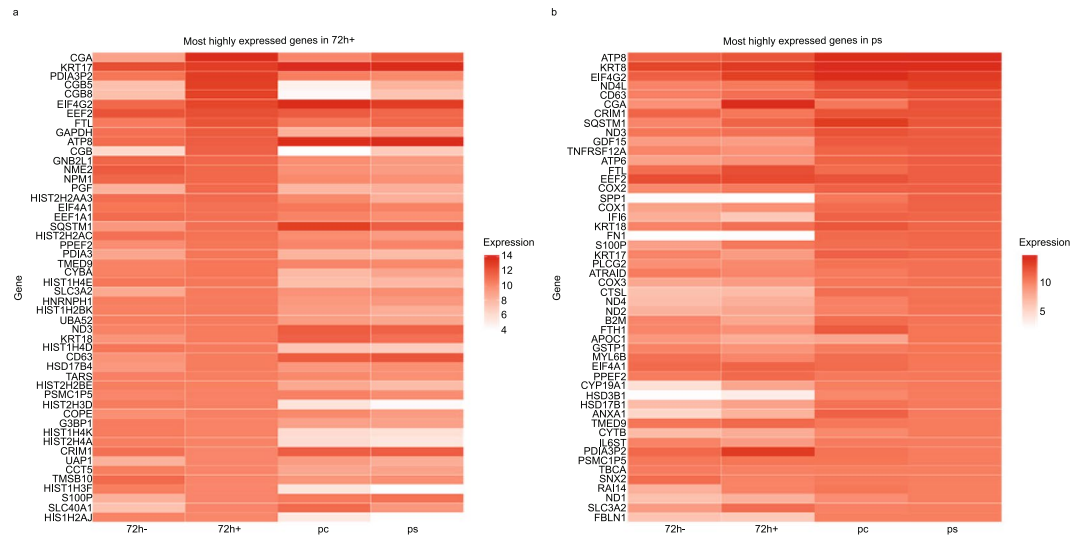 a
Most highly expressed genes in 72h+
Gene
CGA
KRT17
PDIA3P2
CGB5
CGB8
EIF4G2
EEF2
FTL
GAPDH
ATP8
CGB
GNB2L1
NME2
NPM1
PGF
HIST2H2AA3
EIF4A1
EEF1A1
SQSTM1
HIST2H2AC
PPEF2
PDIA3
TMED9
CYBA
HIST1H4E
SLC3A2
HNRNPH1
HIST1H2BK
UBA52
ND3
KRT18
HIST1H4D
CD63
HSD17B4
TARS
HIST2H2BE
PSMC1P5
HIST2H3D
COPE
G3BP1
HIST1H4K
HIST2H4A
CRIM1
UAP1
CCT5
TMSB10
HIST1H3F
S100P
SLC40A1
HIS1H2AJ
72h-
72h+
pc
ps
Expression
14
12
10
8
6
4
b
Most highly expressed genes in ps
Gene
ATP8
KRT8
EIF4G2
ND4L
CD63
CGA
CRIM1
SQSTM1
ND3
GDF15
TNFRSF12A
ATP6
FTL
EEF2
COX2
SPP1
COX1
IFI6
KRT18
FN1
S100P
KRT17
PLCG2
ATRAID
COX3
CTSL
ND4
ND2
B2M
FTH1
APOC1
GSTP1
MYL6B
EIF4A1
PPEF2
CYP19A1
HSD3B1
HSD17B1
ANXA1
TMED9
CYTB
IL6ST
PDIA3P2
PSMC1P5
TBCA
SNX2
RAI14
ND1
SLC3A2
FBLN1
72h-
72h+
pc
ps
Expression
10
5